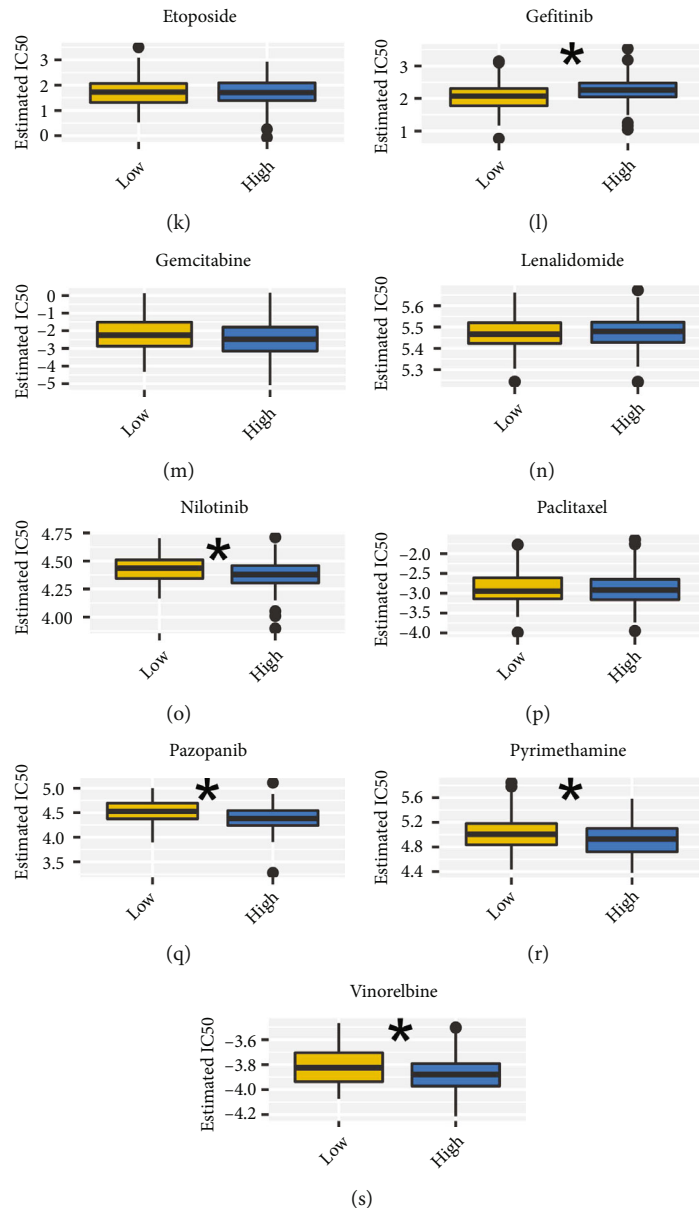 Etoposide
Estimated IC50
3
2
1
0
Low
High
(k)
Gefitinib
Estimated IC50
3
2
1
*
Low
High
(l)
Gemcitabine
Estimated IC50
0
−1
−2
−3
−4
−5
Low
High
(m)
Lenalidomide
Estimated IC50
5.6
5.5
5.4
5.3
Low
High
(n)
Nilotinib
Estimated IC50
4.75
4.50
4.25
4.00
*
Low
High
(o)
Paclitaxel
Estimated IC50
−2.0
−2.5
−3.0
−3.5
−4.0
Low
High
(p)
Pazopanib
Estimated IC50
5.0
4.5
4.0
3.5
*
Low
High
(q)
Pyrimethamine
Estimated IC50
5.6
5.2
4.8
4.4
*
Low
High
(r)
Vinorelbine
Estimated IC50
−3.6
−3.8
−4.0
−4.2
*
Low
High
(s)